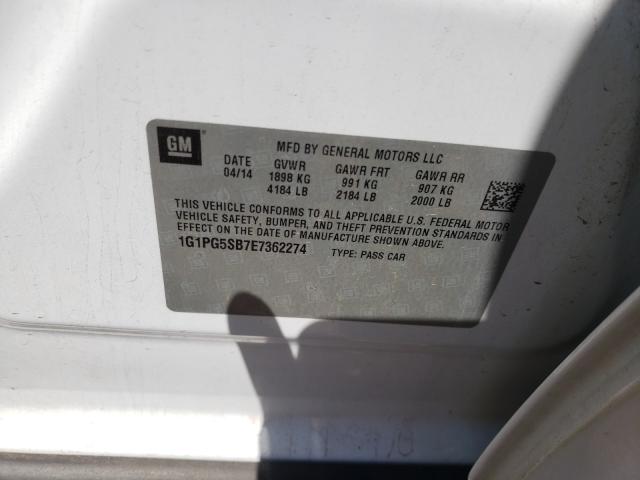 GM
MFD BY GENERAL MOTORS LLC
DATE GVWR GAWR FRT GAWR RR
04/14 1898 KG 991 KG 907 KG
4184 LB 2184 LB 2000 LB
THIS VEHICLE CONFORMS TO ALL APPLICABLE U.S. FEDERAL MOTOR
VEHICLE SAFETY, BUMPER, AND THEFT PREVENTION STANDARDS IN
EFFECT ON THE DATE OF MANUFACTURE SHOWN ABOVE.
1G1PG5SB7E7362274 TYPE: PASS CAR